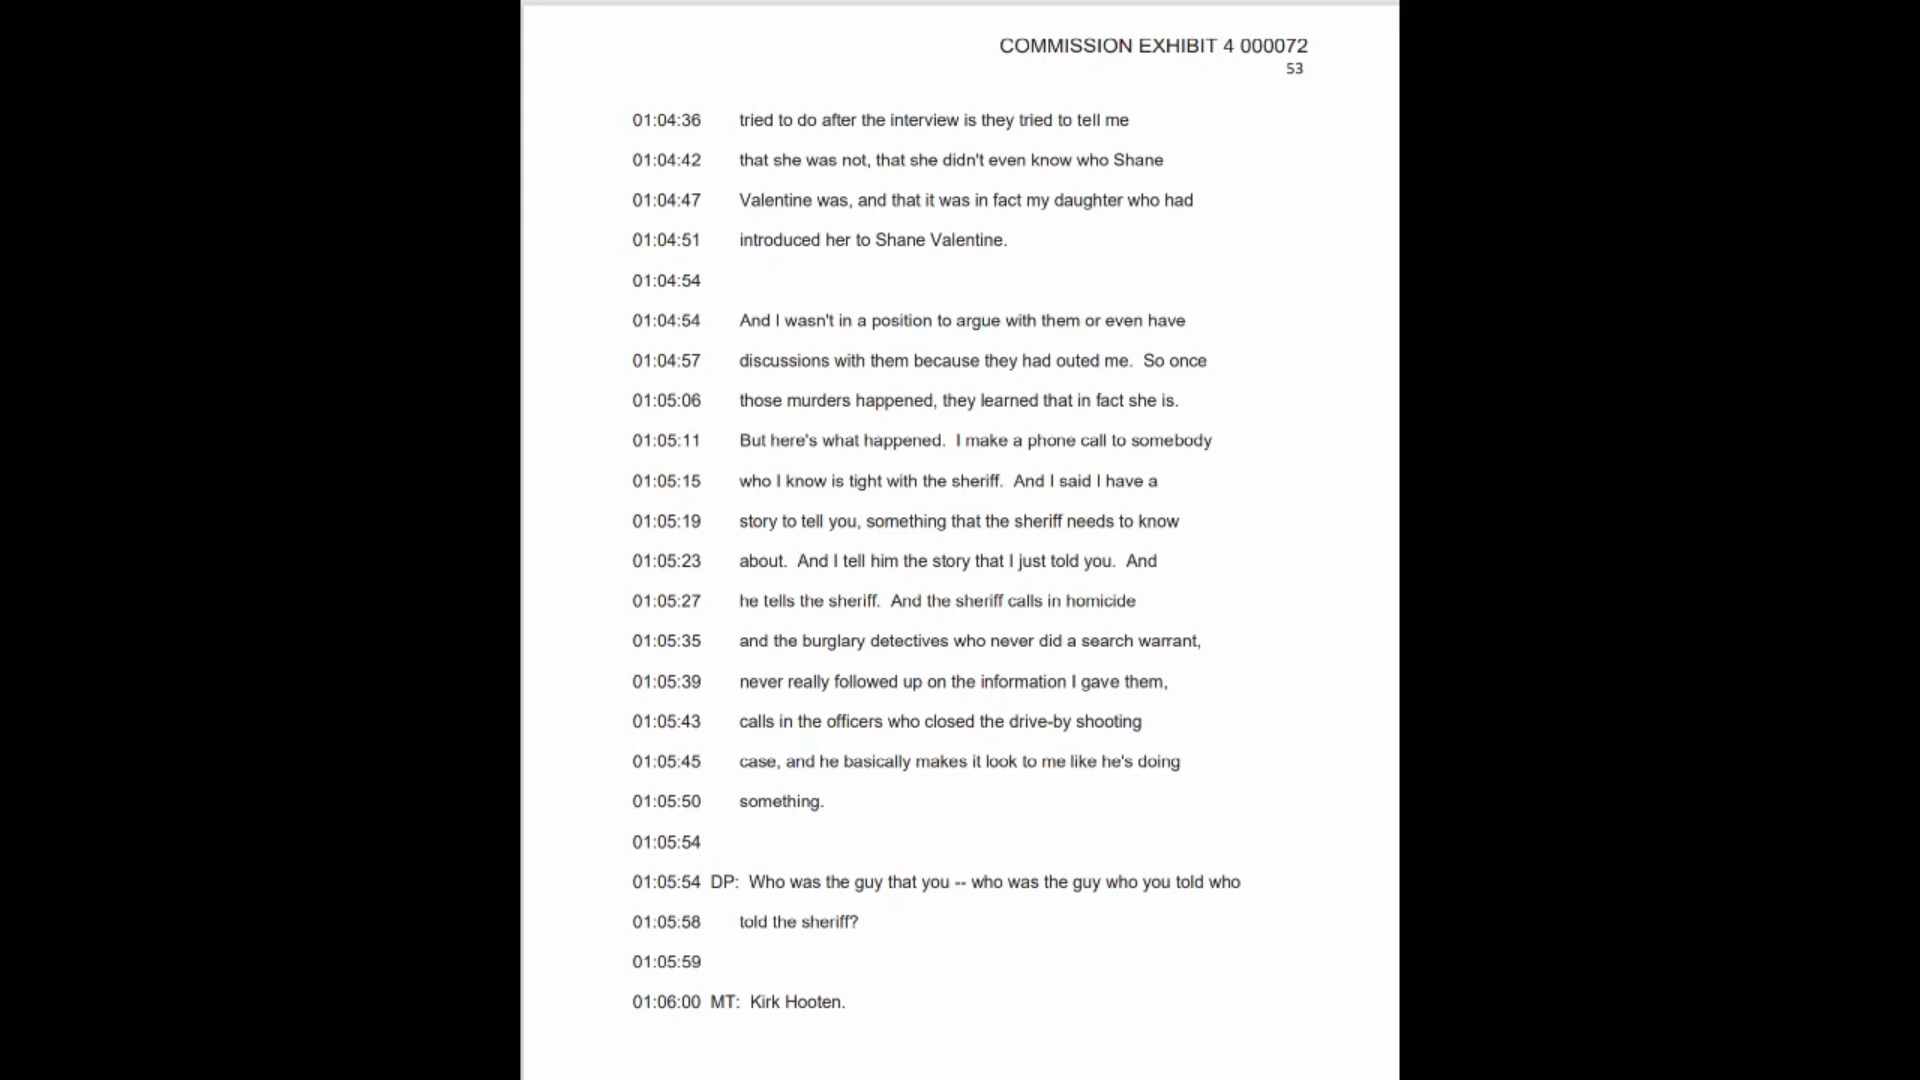 COMMISSION EXHIBIT 4 000072
53
01:04:36 tried to do after the interview is they tried to tell me
01:04:42 that she was not, that she didn't even know who Shane
01:04:47 Valentine was, and that it was in fact my daughter who had
01:04:51 introduced her to Shane Valentine.
01:04:54
01:04:54 And I wasn't in a position to argue with them or even have
01:04:57 discussions with them because they had outed me.  So once
01:05:06 those murders happened, they learned that in fact she is.
01:05:11 But here's what happened.  I make a phone call to somebody
01:05:15 who I know is tight with the sheriff.  And I said I have a
01:05:19 story to tell you, something that the sheriff needs to know
01:05:23 about.  And I tell him the story that I just told you.  And
01:05:27 he tells the sheriff.  And the sheriff calls in homicide
01:05:35 and the burglary detectives who never did a search warrant,
01:05:39 never really followed up on the information I gave them,
01:05:43 calls in the officers who closed the drive-by shooting
01:05:45 case, and he basically makes it look to me like he's doing
01:05:50 something.
01:05:54
01:05:54 DP:  Who was the guy that you -- who was the guy who you told who
01:05:58 told the sheriff?
01:05:59
01:06:00 MT:  Kirk Hooten.